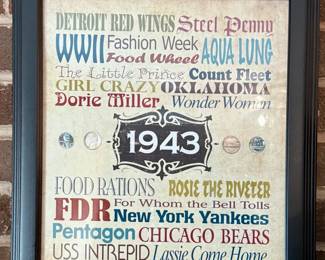 DETROIT RED WINGS Steel Penny
WWII Fashion Week AQUA LUNG
Food Wheel
The Little Prince Count Fleet
GIRL CRAZY OKLAHOMA
Dorie Miller Wonder Woman
1943
FOOD RATIONS ROSIE THE RIVETER
FDR For Whom the Bell Tolls
New York Yankees
Pentagon CHICAGO BEARS
USS INTREPID Lassie Come Home